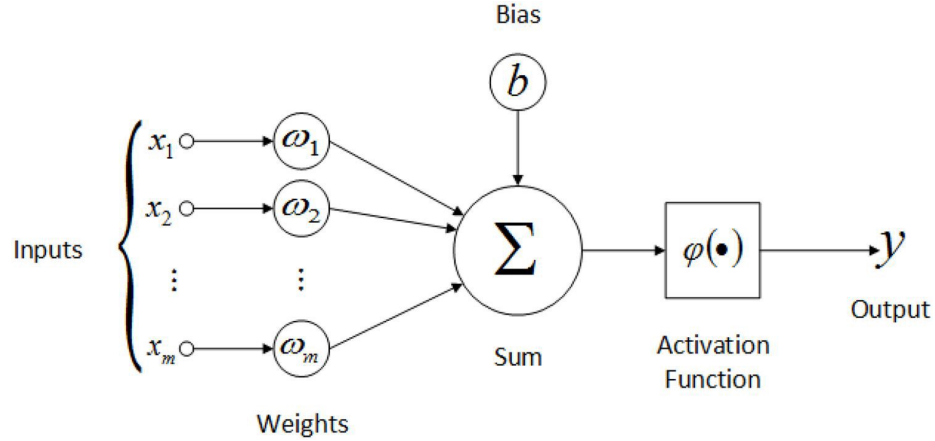 Bias
b
x₁ ω₁
x₂ ω₂
Inputs
⋮ ⋮
Σ
φ(•)
y
Output
xₘ ωₘ
Sum
Activation
Function
Weights